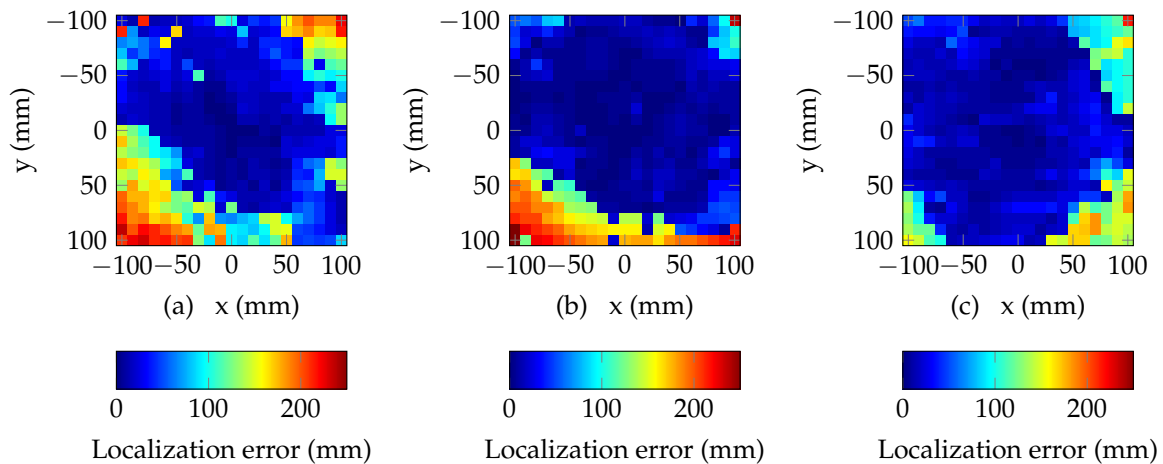 −100 −100 −100
−50 −50 −50
y (mm) y (mm) y (mm)
0 0 0
50 50 50
100 100 100
−100 −50 0 50 100 −100 −50 0 50 100 −100 −50 0 50 100
(a) x (mm) (b) x (mm) (c) x (mm)
0 100 200 0 100 200 0 100 200
Localization error (mm) Localization error (mm) Localization error (mm)